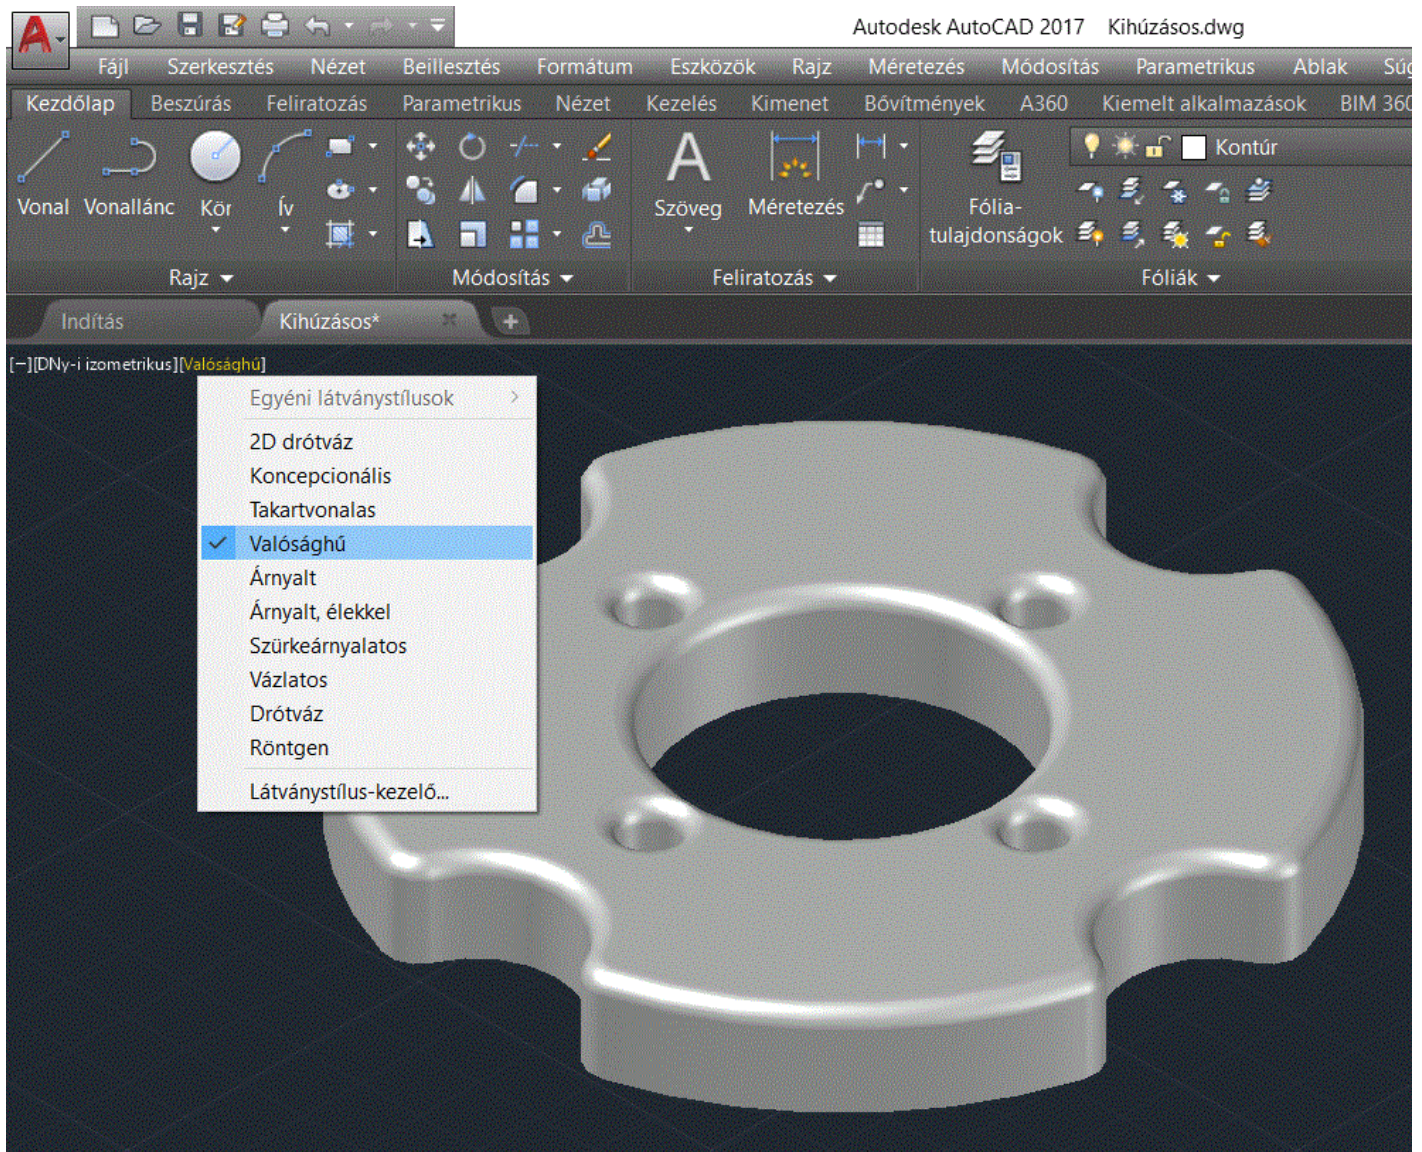 Autodesk AutoCAD 2017 Kihúzásos.dwg
Fájl Szerkesztés Nézet Beillesztés Formátum Eszközök Rajz Méretezés Módosítás Parametrikus Ablak Súg
Kezdőlap Beszúrás Feliratozás Parametrikus Nézet Kezelés Kimenet Bővítmények A360 Kiemelt alkalmazások BIM 360
Kontúr
Vonal Vonallánc Kör Ív Szöveg Méretezés Fólia-
tulajdonságok
Rajz Módosítás Feliratozás Fóliák
Indítás Kihúzásos*
[−][DNy-i izometrikus][Valósághű]
Egyéni látványstílusok
2D drótváz
Koncepcionális
Takartvonalas
Valósághű
Árnyalt
Árnyalt, élekkel
Szürkeárnyalatos
Vázlatos
Drótváz
Röntgen
Látványstílus-kezelő...